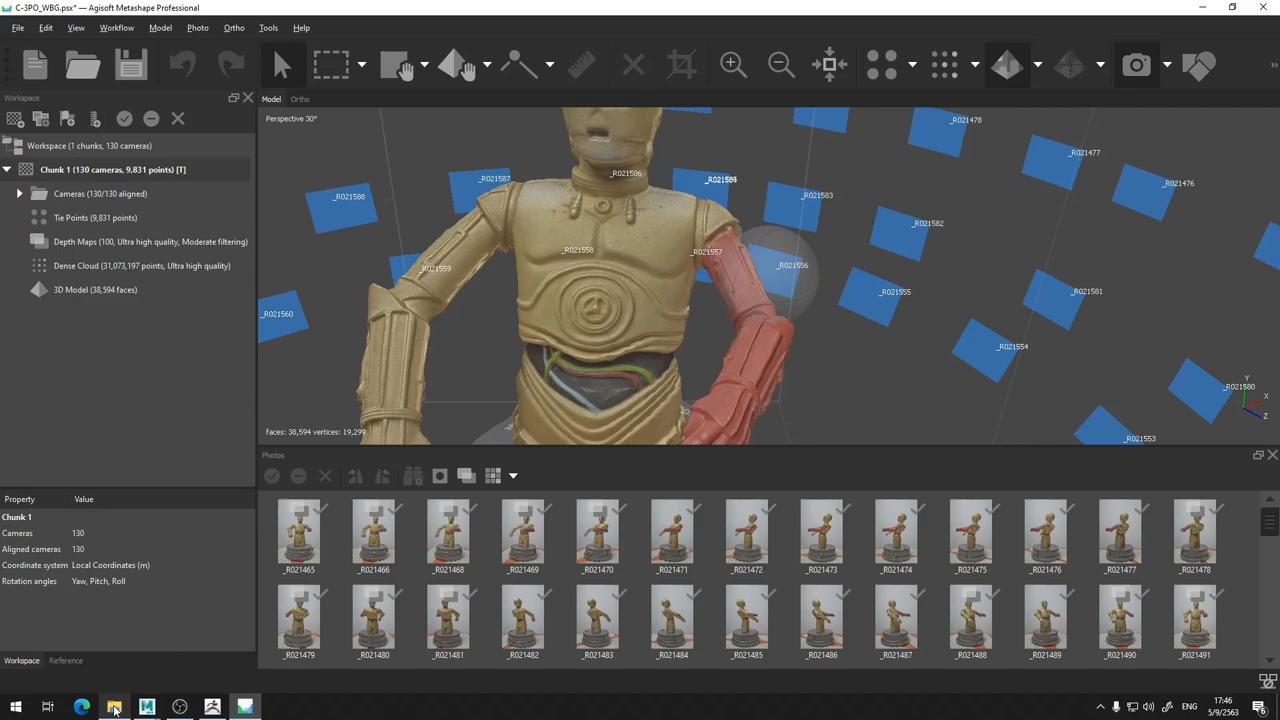 C-3PO_WBG.psx* — Agisoft Metashape Professional
File Edit View Workflow Model Photo Ortho Tools Help
Workspace
Workspace (1 chunks, 130 cameras)
Chunk 1 (130 cameras, 9,831 points) [T]
Cameras (130/130 aligned)
Tie Points (9,831 points)
Depth Maps (100, Ultra high quality, Moderate filtering)
Dense Cloud (31,073,197 points, Ultra high quality)
3D Model (38,594 faces)
Property Value
Chunk 1
Cameras 130
Aligned cameras 130
Coordinate system Local Coordinates (m)
Rotation angles Yaw, Pitch, Roll
Workspace Reference
Model Ortho
Perspective 30°
_R021478
_R021477
_R021586
_R021587
_R021476
_R021588
_R021583
_R021582
_R021558
_R021557
_R021559
_R021556
_R021555
_R021581
_R021560
_R021554
_R021580
_R021553
Y
X
Z
faces: 38,594 vertices: 19,299
Photos
_R021465 _R021466 _R021468 _R021469 _R021470 _R021471 _R021472 _R021473 _R021474 _R021475 _R021476 _R021477 _R021478
_R021479 _R021480 _R021481 _R021482 _R021483 _R021484 _R021485 _R021486 _R021487 _R021488 _R021489 _R021490 _R021491
ENG
17:46
5/9/2563
6